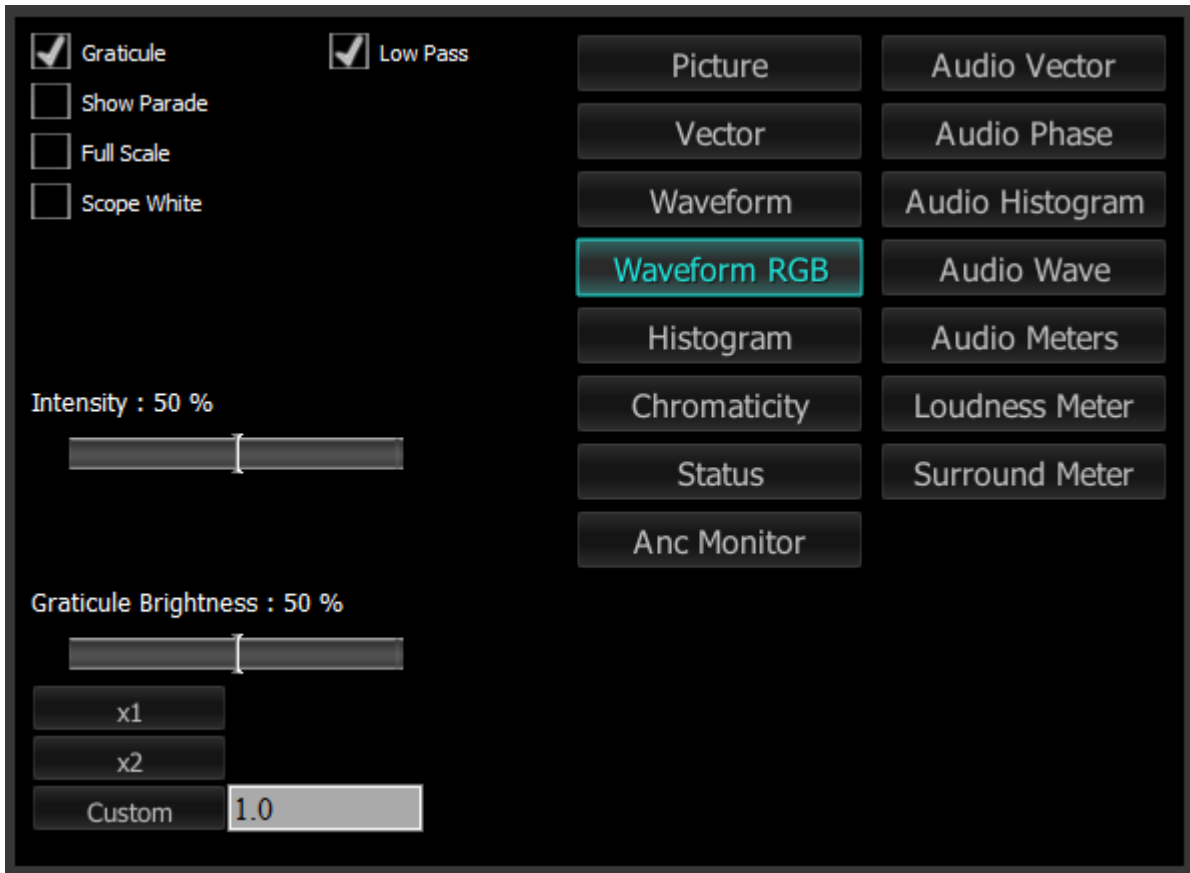 Graticule
Low Pass
Show Parade
Full Scale
Scope White
Intensity : 50 %
Graticule Brightness : 50 %
x1
x2
Custom
1.0
Picture
Vector
Waveform
Waveform RGB
Histogram
Chromaticity
Status
Anc Monitor
Audio Vector
Audio Phase
Audio Histogram
Audio Wave
Audio Meters
Loudness Meter
Surround Meter